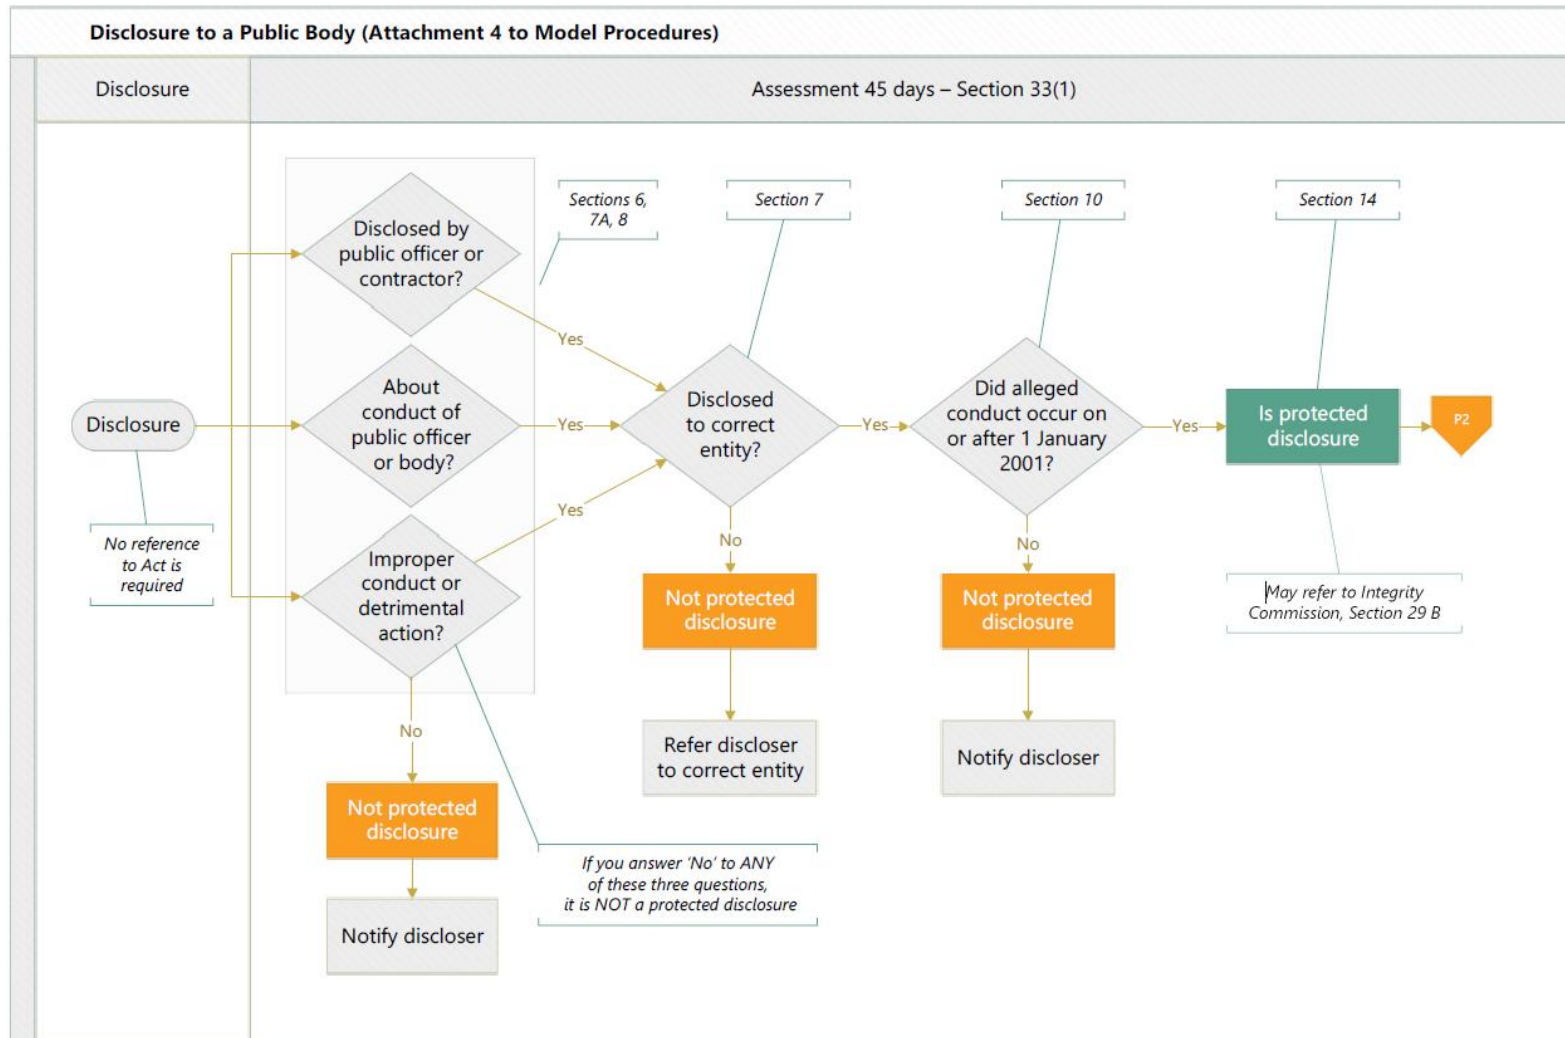 Disclosure to a Public Body (Attachment 4 to Model Procedures)
Disclosure
Assessment 45 days – Section 33(1)
Disclosure
No reference
to Act is
required
Disclosed by
public officer or
contractor?
Sections 6,
7A, 8
Yes
About
conduct of
public officer
or body?
Yes
Improper
conduct or
detrimental
action?
Yes
No
Not protected
disclosure
Notify discloser
If you answer ‘No’ to ANY
of these three questions,
it is NOT a protected disclosure
Section 7
Disclosed
to correct
entity?
Yes
No
Not protected
disclosure
Refer discloser
to correct entity
Section 10
Did alleged
conduct occur on
or after 1 January
2001?
Yes
No
Not protected
disclosure
Notify discloser
Section 14
Is protected
disclosure
P2
May refer to Integrity
Commission, Section 29 B